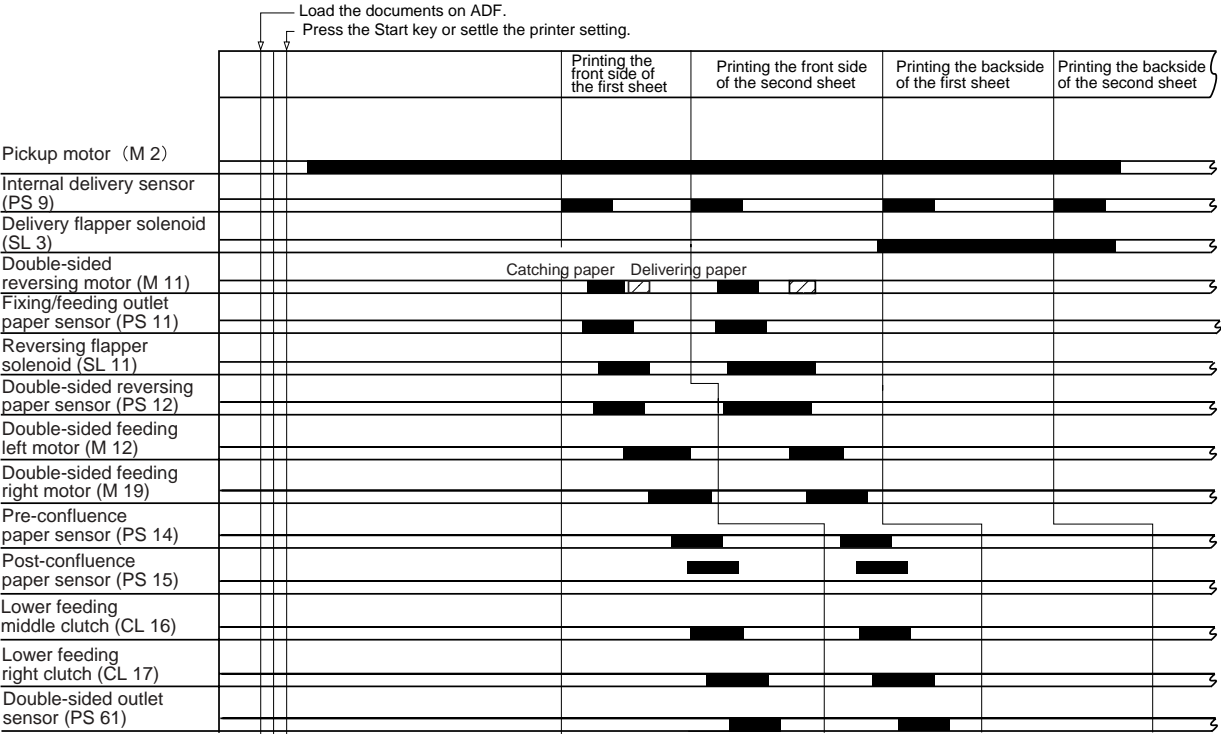 Load the documents on ADF.
Press the Start key or settle the printer setting.
Printing the
front side of
the first sheet
Printing the front side
of the second sheet
Printing the backside
of the first sheet
Printing the backside
of the second sheet
Pickup motor（M 2）
Internal delivery sensor
(PS 9)
Delivery flapper solenoid
(SL 3)
Double-sided
reversing motor (M 11)
Catching paper
Delivering paper
Fixing/feeding outlet
paper sensor (PS 11)
Reversing flapper
solenoid (SL 11)
Double-sided reversing
paper sensor (PS 12)
Double-sided feeding
left motor (M 12)
Double-sided feeding
right motor (M 19)
Pre-confluence
paper sensor (PS 14)
Post-confluence
paper sensor (PS 15)
Lower feeding
middle clutch (CL 16)
Lower feeding
right clutch (CL 17)
Double-sided outlet
sensor (PS 61)